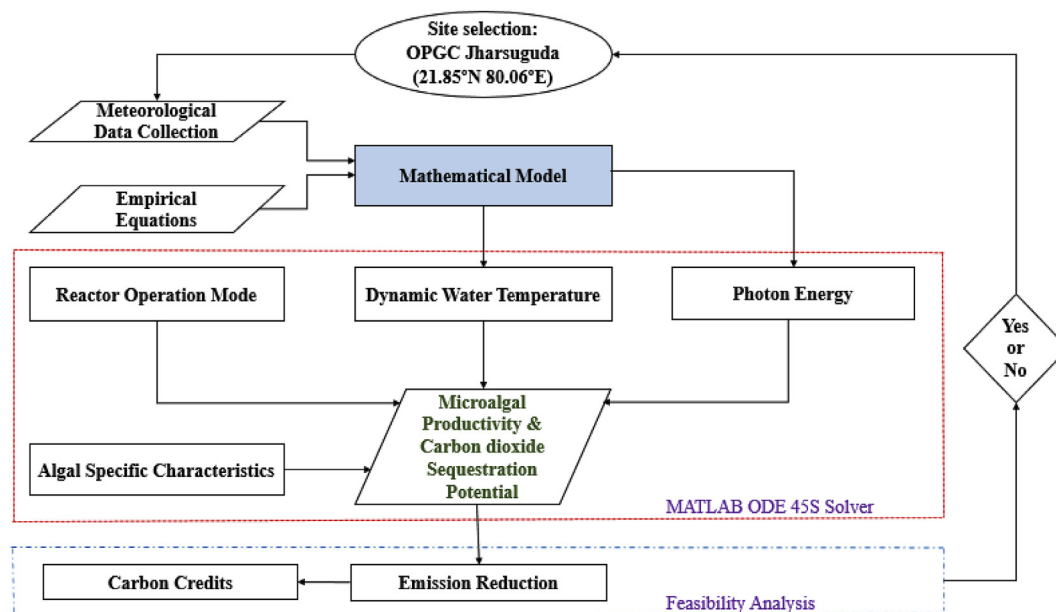 Site selection:
OPGC Jharsuguda
(21.85°N 80.06°E)
Meteorological
Data Collection
Mathematical Model
Empirical
Equations
Reactor Operation Mode
Dynamic Water Temperature
Photon Energy
Yes
or
No
Microalgal
Productivity &
Carbon dioxide
Sequestration
Potential
Algal Specific Characteristics
MATLAB ODE 45S Solver
Carbon Credits
Emission Reduction
Feasibility Analysis